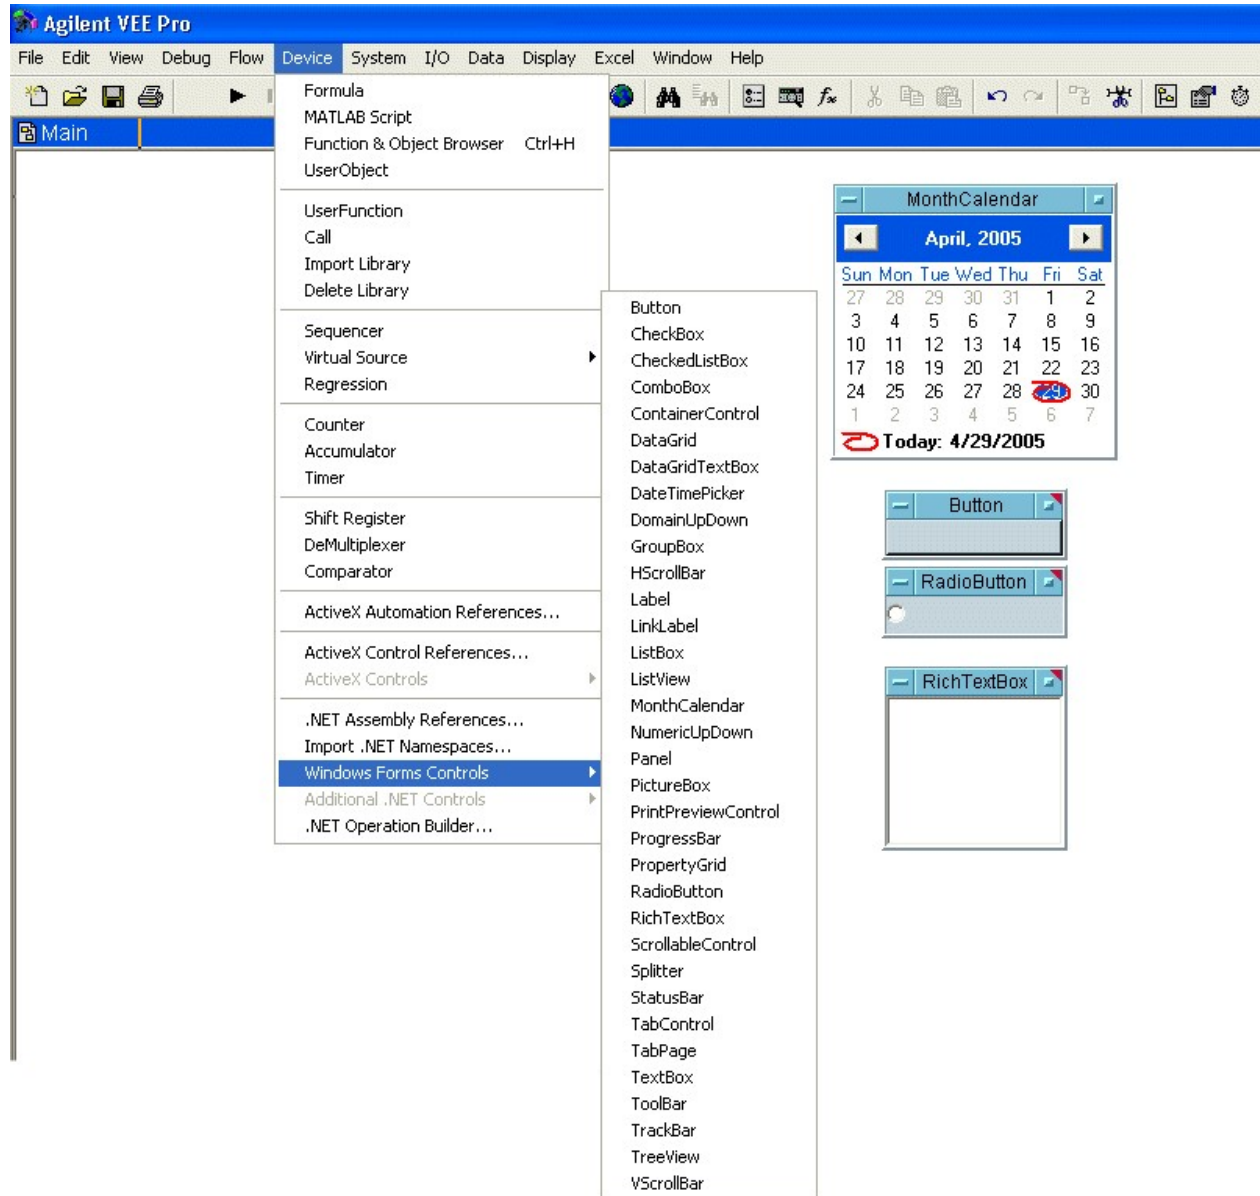 Agilent VEE Pro
File Edit View Debug Flow Device System I/O Data Display Excel Window Help
Main
Formula
MATLAB Script
Function & Object Browser Ctrl+H
UserObject
UserFunction
Call
Import Library
Delete Library
Sequencer
Virtual Source
Regression
Counter
Accumulator
Timer
Shift Register
DeMultiplexer
Comparator
ActiveX Automation References...
ActiveX Control References...
ActiveX Controls
.NET Assembly References...
Import .NET Namespaces...
Windows Forms Controls
Additional .NET Controls
.NET Operation Builder...
Button
CheckBox
CheckedListBox
ComboBox
ContainerControl
DataGrid
DataGridTextBox
DateTimePicker
DomainUpDown
GroupBox
HScrollBar
Label
LinkLabel
ListBox
ListView
MonthCalendar
NumericUpDown
Panel
PictureBox
PrintPreviewControl
ProgressBar
PropertyGrid
RadioButton
RichTextBox
ScrollableControl
Splitter
StatusBar
TabControl
TabPage
TextBox
ToolBar
TrackBar
TreeView
VScrollBar
MonthCalendar
April, 2005
Sun Mon Tue Wed Thu Fri Sat
27 28 29 30 31 1 2
3 4 5 6 7 8 9
10 11 12 13 14 15 16
17 18 19 20 21 22 23
24 25 26 27 28 29 30
1 2 3 4 5 6 7
Today: 4/29/2005
Button
RadioButton
RichTextBox